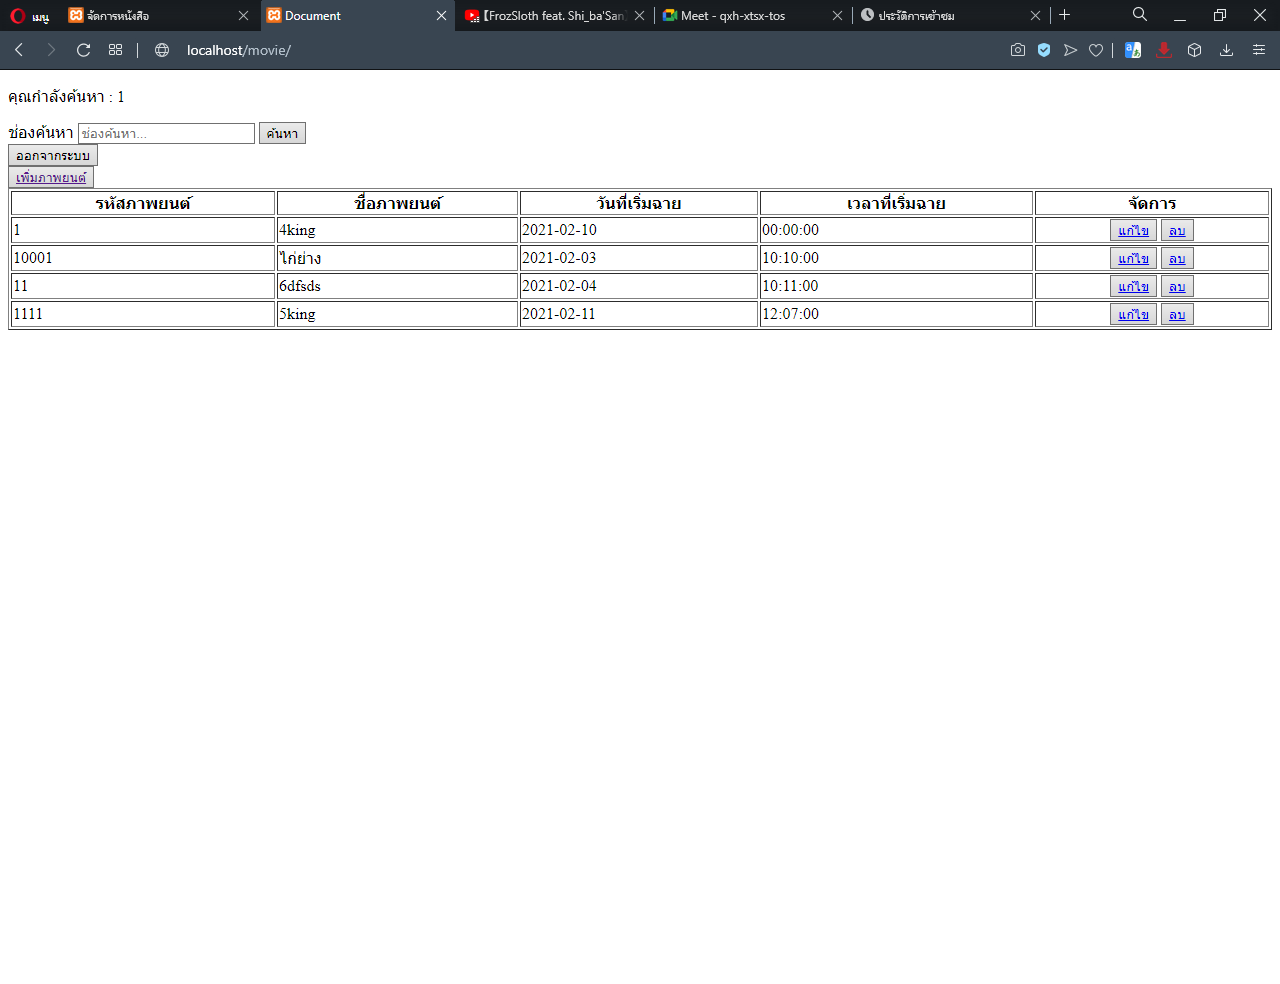 เมนู
จัดการหนังสือ
Document
【FrozSloth feat. Shi_ba'San
Meet - qxh-xtsx-tos
ประวัติการเข้าชม
localhost/movie/
คุณกำลังค้นหา : 1
ช่องค้นหา ช่องค้นหา... ค้นหา
ออกจากระบบ
เพิ่มภาพยนต์
รหัสภาพยนต์ ชื่อภาพยนต์ วันที่เริ่มฉาย เวลาที่เริ่มฉาย จัดการ
1 4king 2021-02-10 00:00:00 แก้ไข ลบ
10001 ไก่ย่าง 2021-02-03 10:10:00 แก้ไข ลบ
11 6dfsds 2021-02-04 10:11:00 แก้ไข ลบ
1111 5king 2021-02-11 12:07:00 แก้ไข ลบ